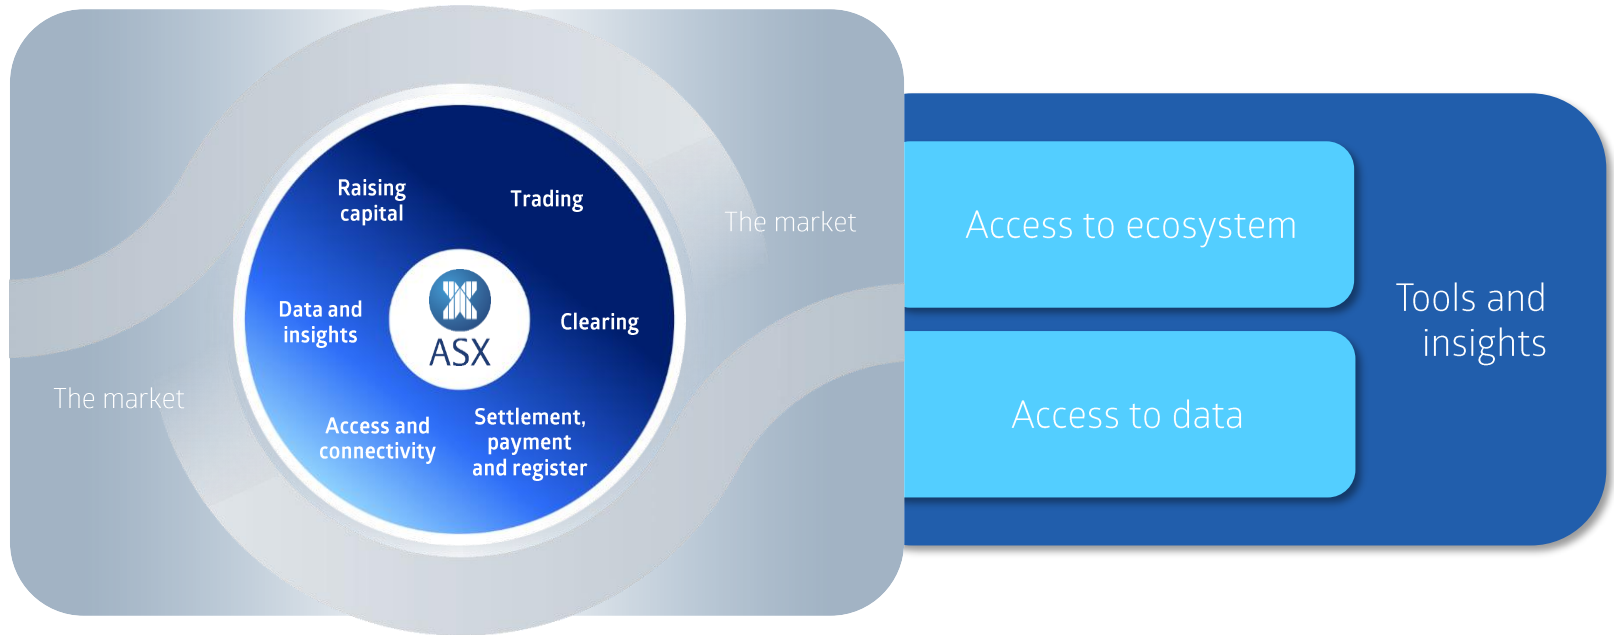 Raising
capital
Trading
The market
Data and
insights
ASX
Clearing
The market
Access and
connectivity
Settlement,
payment
and register
Access to ecosystem
Access to data
Tools and
insights